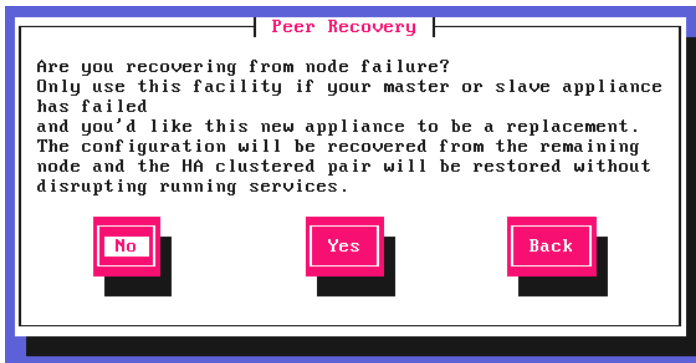 Peer Recovery
Are you recovering from node failure?
Only use this facility if your master or slave appliance
has failed
and you'd like this new appliance to be a replacement.
The configuration will be recovered from the remaining
node and the HA clustered pair will be restored without
disrupting running services.
No Yes Back